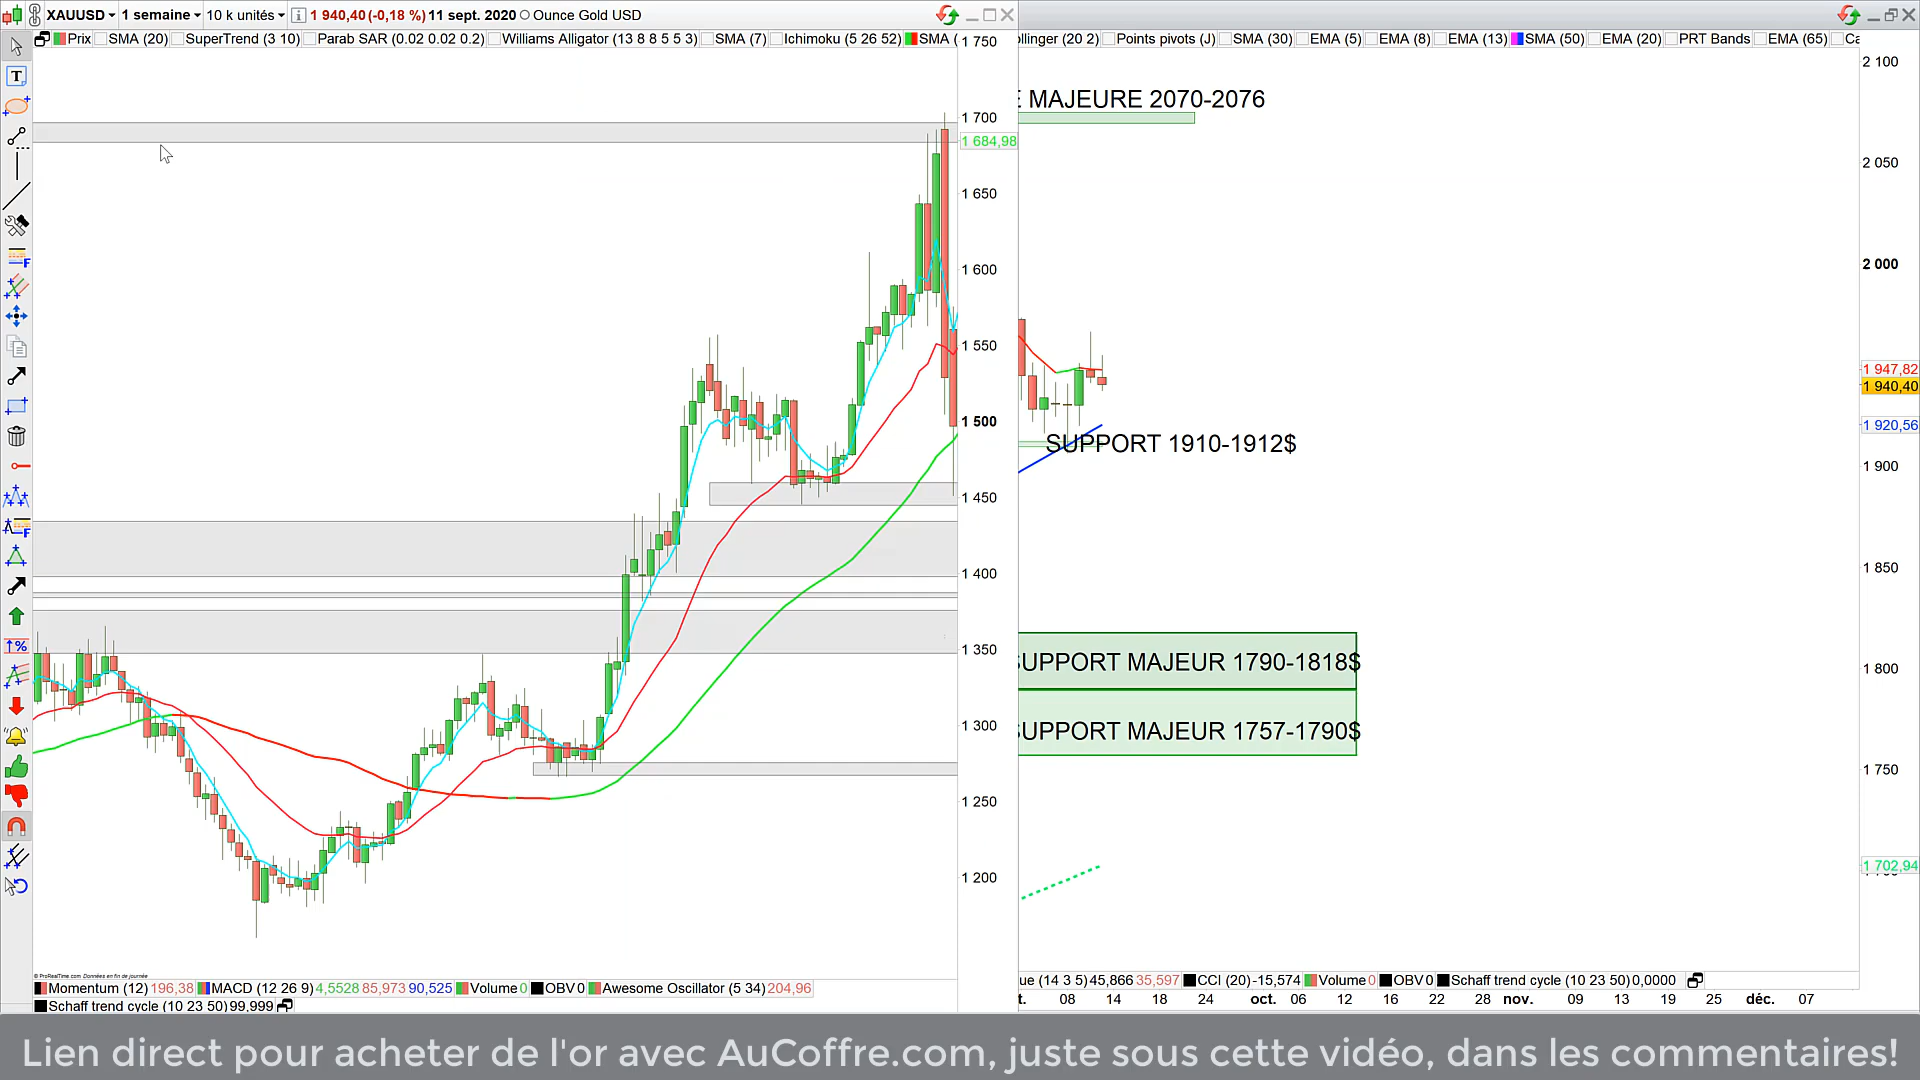 XAUUSD 1 semaine 10 k unités 1 940,40 (-0,18 %) 11 sept. 2020 Ounce Gold USD
Prix SMA (20) SuperTrend (3 10) Parab SAR (0.02 0.02 0.2) Williams Alligator (13 8 8 5 5 3) SMA (7) Ichimoku (5 26 52) SMA (
1 750
1 700
1 684,98
1 650
1 600
1 550
1 500
1 450
1 400
1 350
1 300
1 250
1 200
© ProRealTime.com Données en fin de journée
Momentum (12) 196,38 MACD (12 26 9) 4,5528 85,973 90,525 Volume 0 OBV 0 Awesome Oscillator (5 34) 204,96
Schaff trend cycle (10 23 50) 99,999
ollinger (20 2) Points pivots (J) SMA (30) EMA (5) EMA (8) EMA (13) SMA (50) EMA (20) PRT Bands EMA (65) Ca
2 100
E MAJEURE 2070-2076
2 050
2 000
1 947,82
1 940,40
1 920,56
SUPPORT 1910-1912$
1 900
1 850
SUPPORT MAJEUR 1790-1818$
1 800
SUPPORT MAJEUR 1757-1790$
1 750
1 702,94
que (14 3 5) 45,866 35,597 CCI (20) -15,574 Volume 0 OBV 0 Schaff trend cycle (10 23 50) 0,0000
t. 08 14 18 24 oct. 06 12 16 22 28 nov. 09 13 19 25 déc. 07
Lien direct pour acheter de l'or avec AuCoffre.com, juste sous cette vidéo, dans les commentaires!